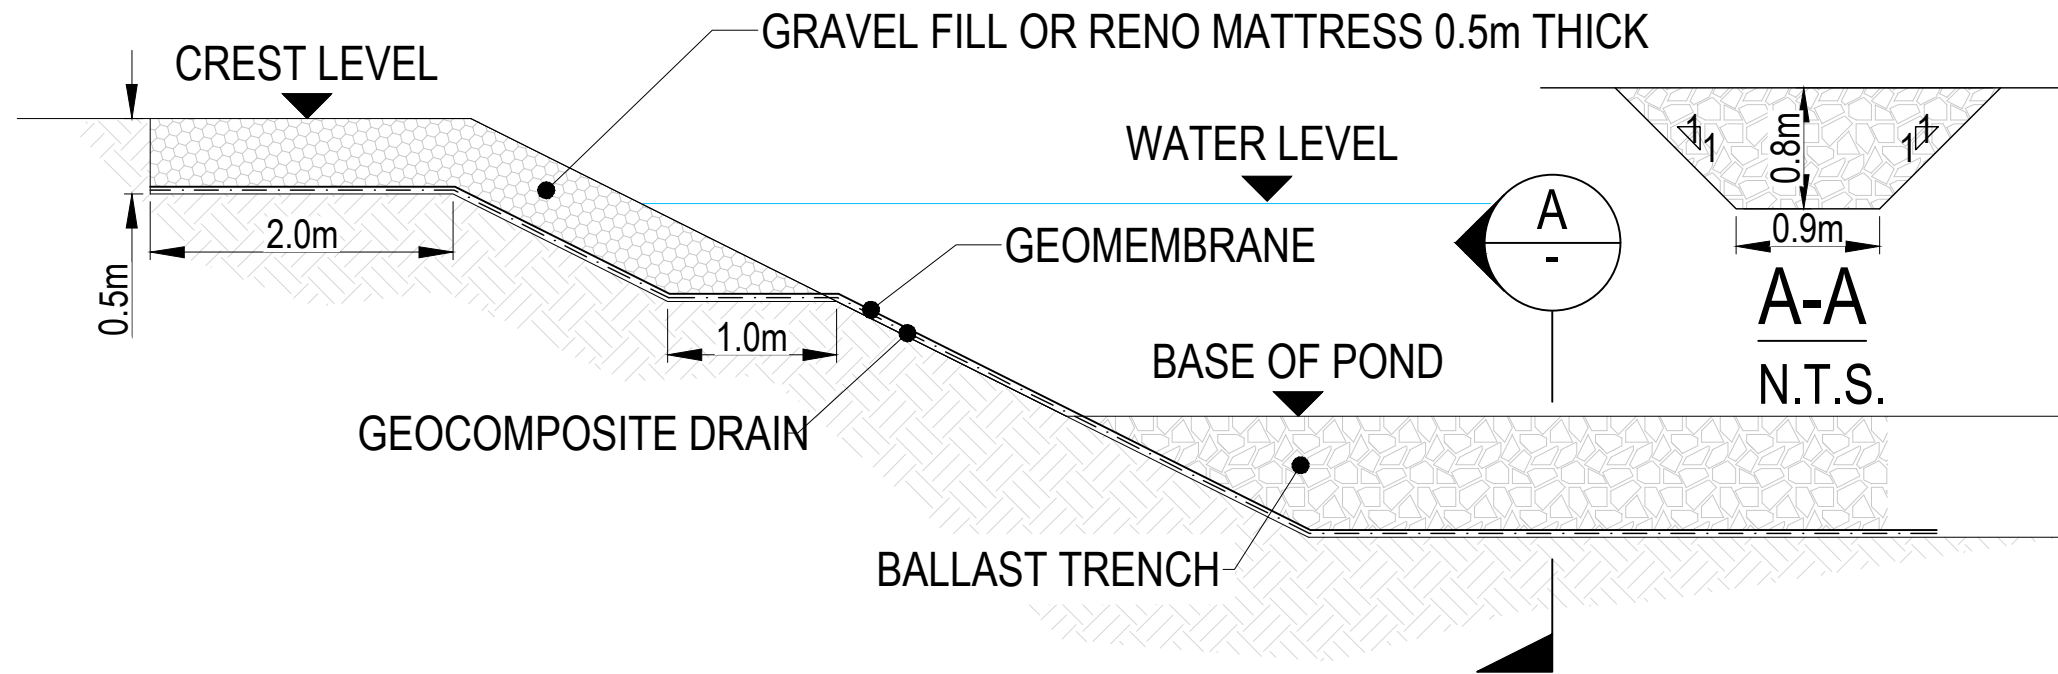 GRAVEL FILL OR RENO MATTRESS 0.5m THICK
CREST LEVEL
WATER LEVEL
1
1
0.8m
1
1
0.9m
A
-
2.0m
GEOMEMBRANE
0.5m
A-A
N.T.S.
1.0m
BASE OF POND
GEOCOMPOSITE DRAIN
BALLAST TRENCH